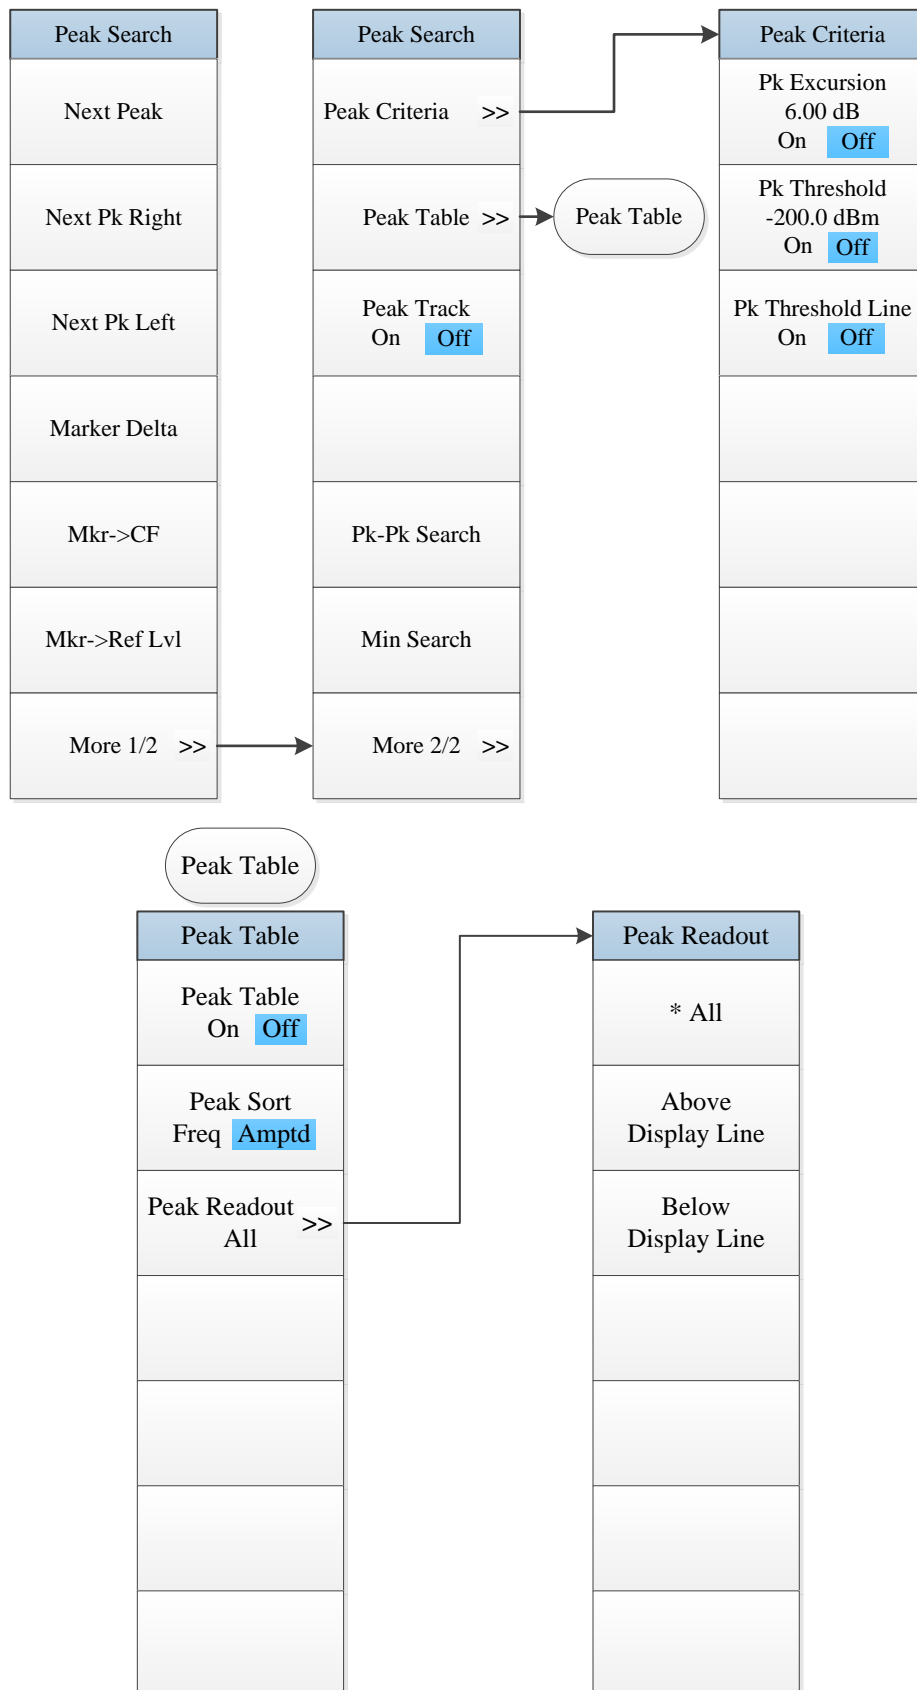 Peak Search
Next Peak
Next Pk Right
Next Pk Left
Marker Delta
Mkr->CF
Mkr->Ref Lvl
More 1/2 >>
Peak Search
Peak Criteria >>
Peak Table >>
Peak Track
On Off
Pk-Pk Search
Min Search
More 2/2 >>
Peak Table
Peak Criteria
Pk Excursion
6.00 dB
On Off
Pk Threshold
-200.0 dBm
On Off
Pk Threshold Line
On Off
Peak Table
Peak Table
Peak Table
On Off
Peak Sort
Freq Amptd
Peak Readout >>
All
Peak Readout
* All
Above
Display Line
Below
Display Line